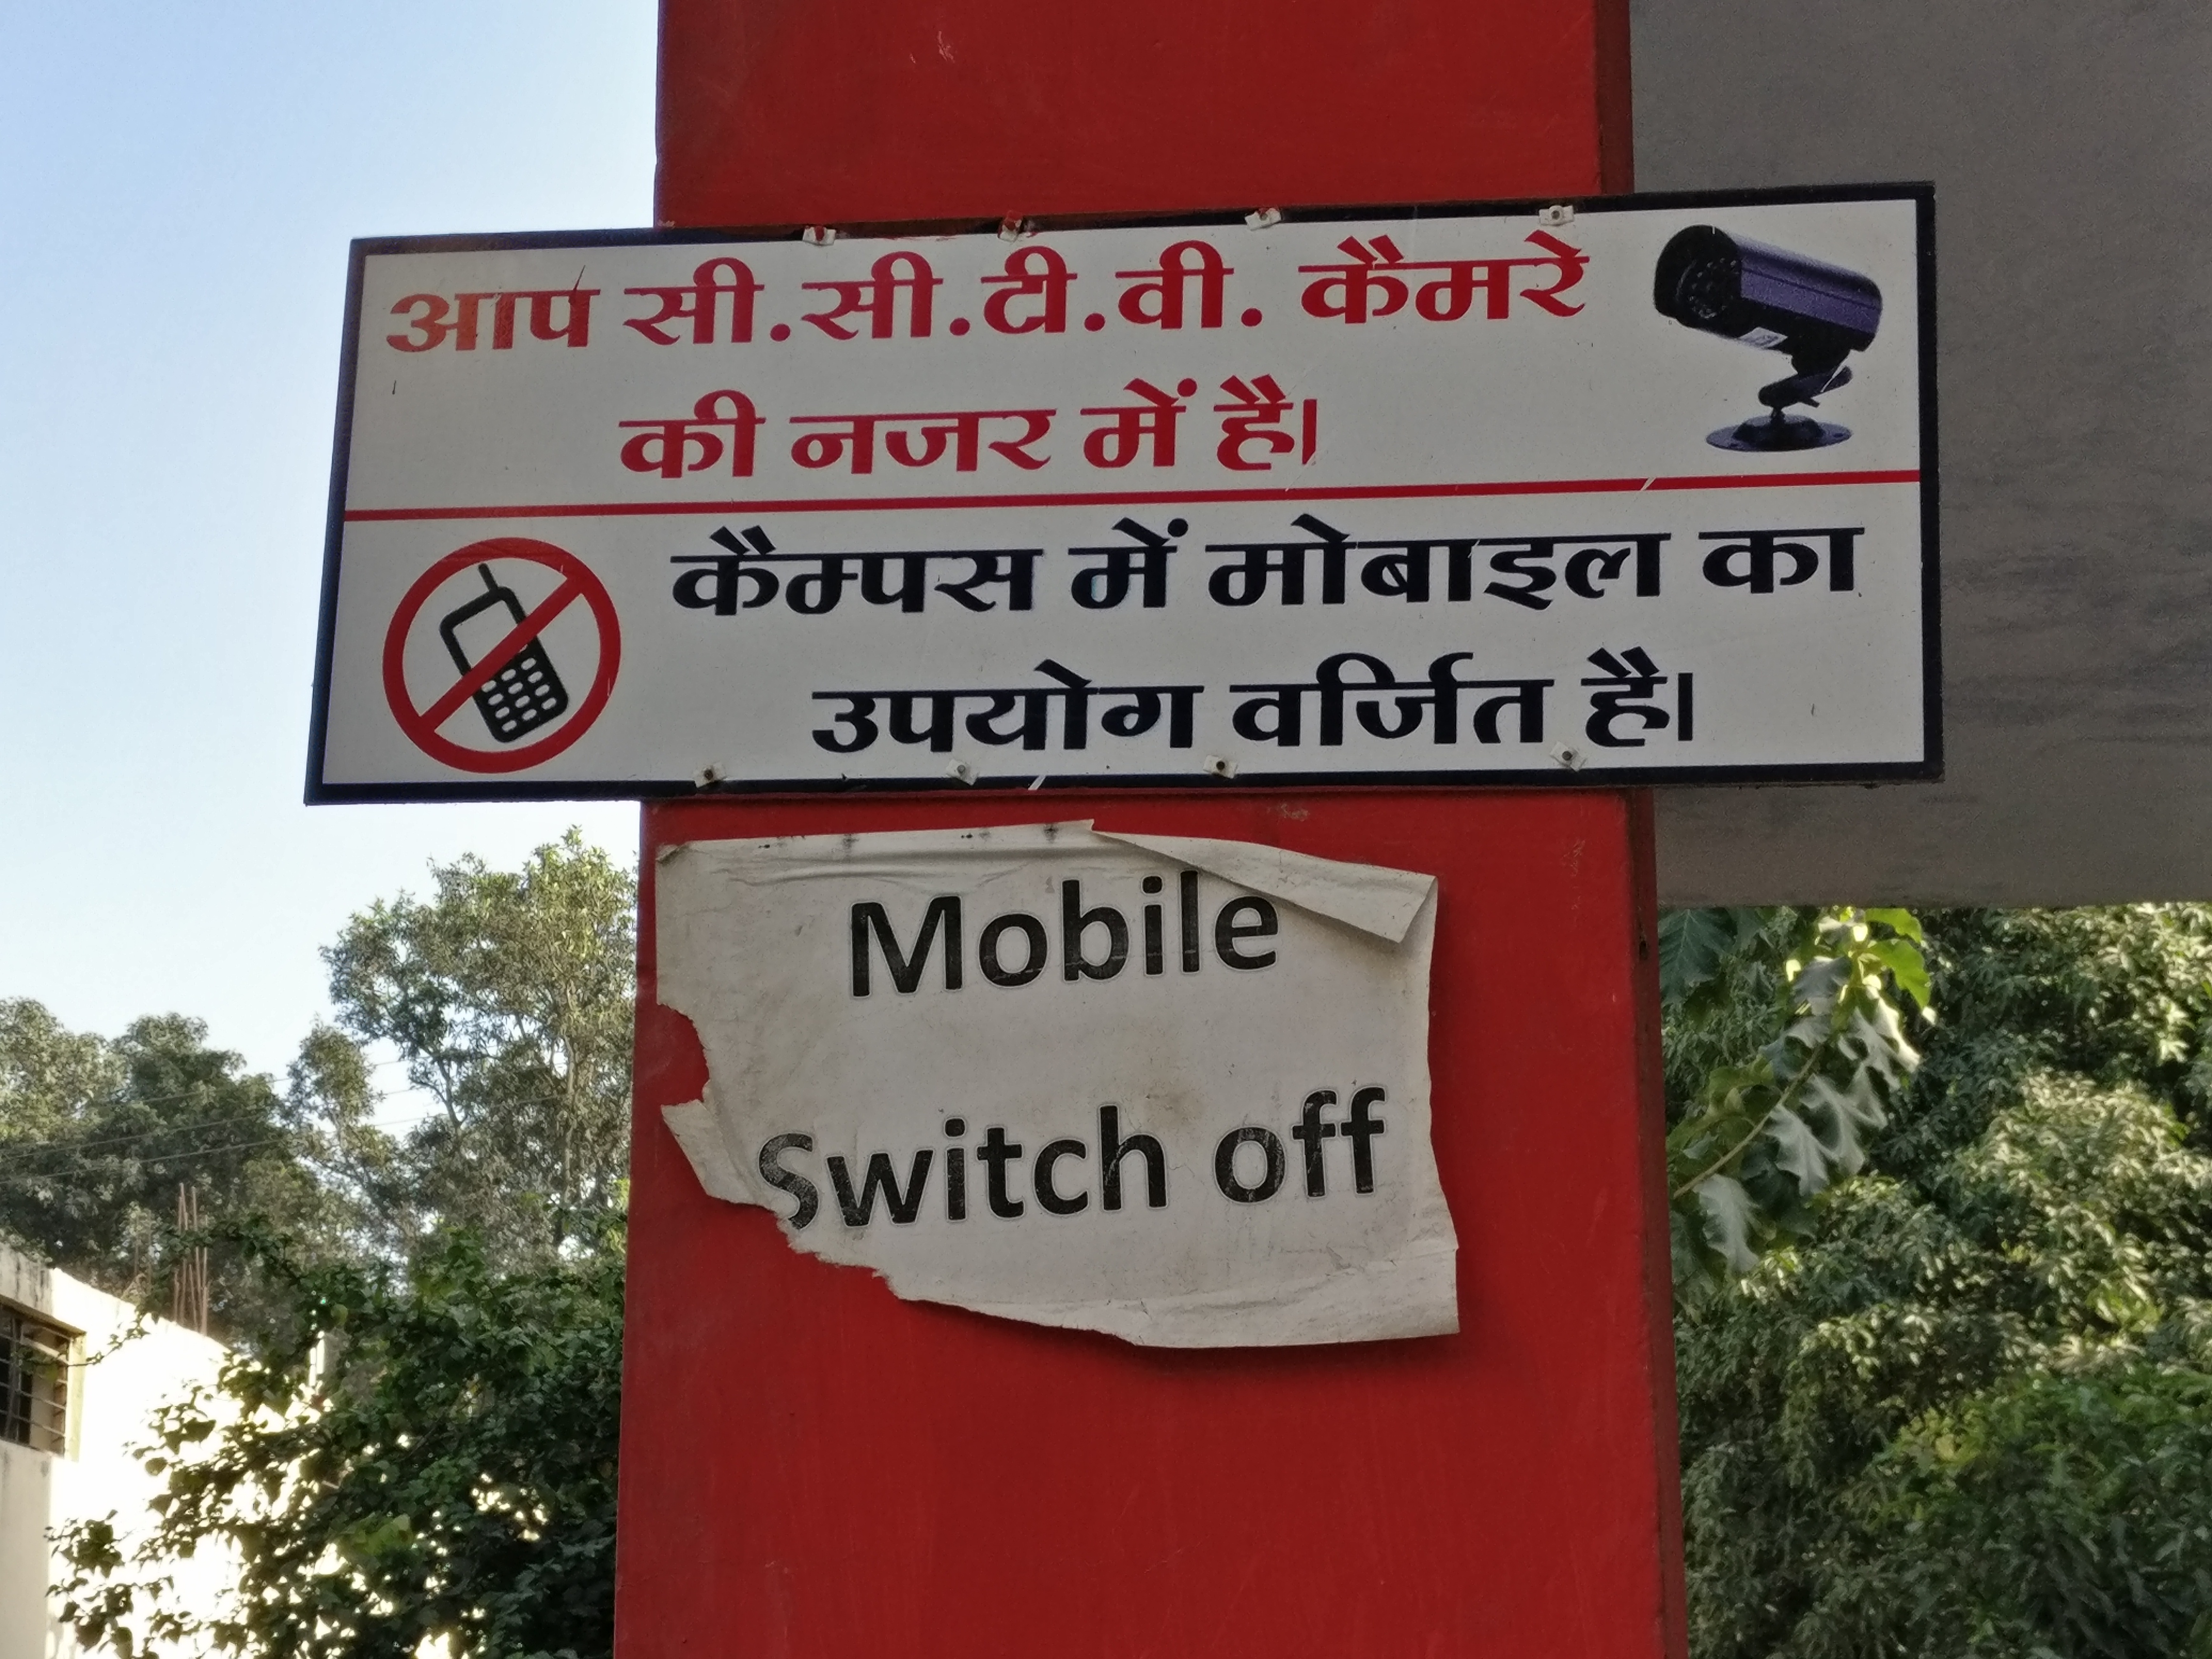 आप सी.सी.टी.वी. कैमरे
की नजर में है।
कैम्पस में मोबाइल का
उपयोग वर्जित है।
Mobile
Switch off